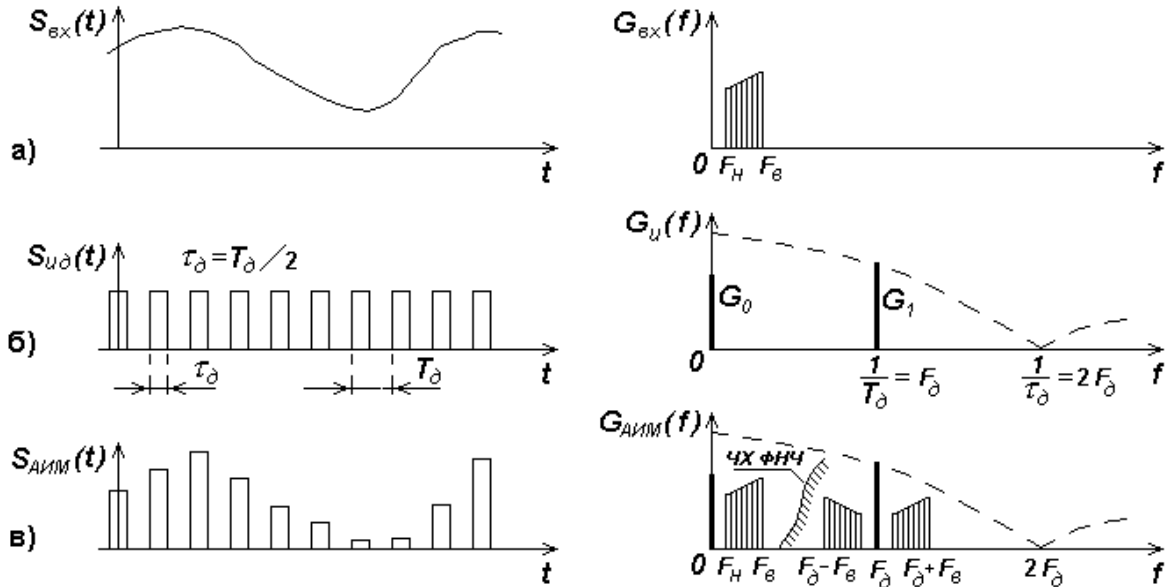 Sвх(t)
Gвх(f)
а)
t
0 Fн Fв f
Sид(t) τд = Tд / 2
Gи(f)
G0
G1
б)
τд Tд t
0 1/Tд = Fд 1/τд = 2Fд f
SАИМ(t)
GАИМ(f)
ЧХ ФНЧ
в)
t
0 Fн Fв Fд-Fв Fд Fд+Fв 2Fд f